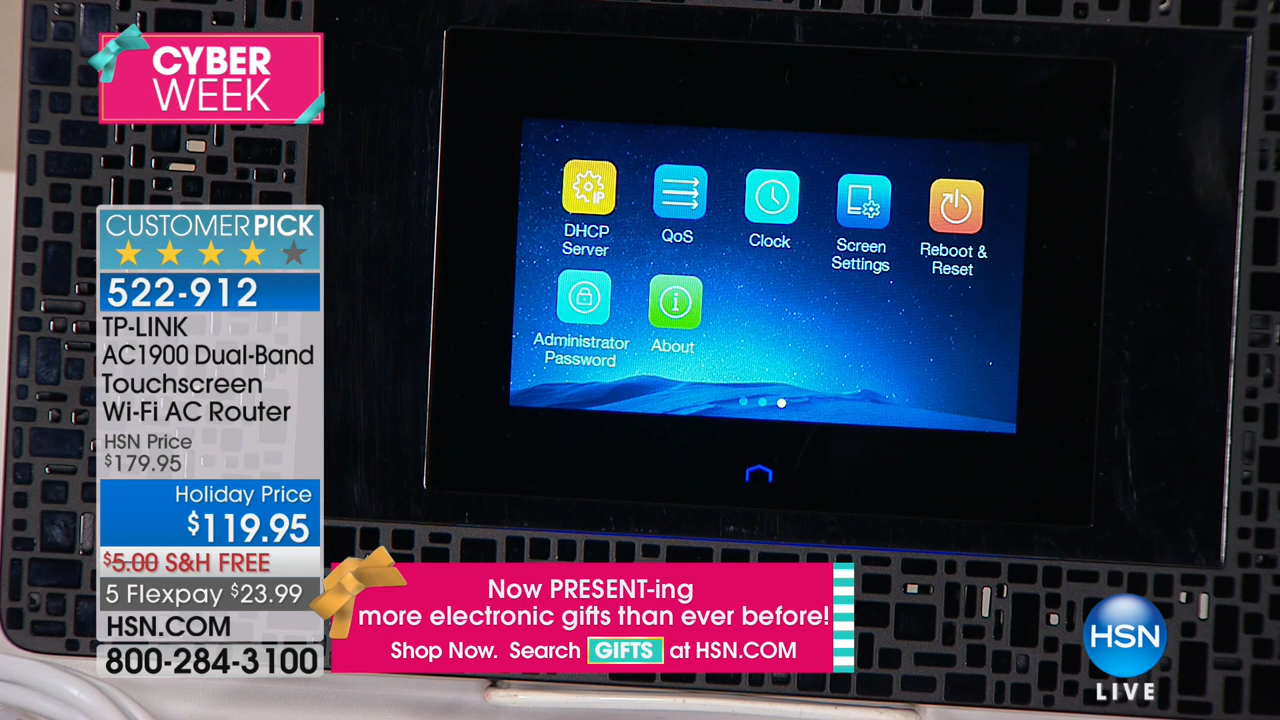 CYBER
WEEK
CUSTOMER PICK
522-912
TP-LINK
AC1900 Dual-Band
Touchscreen
Wi-Fi AC Router
HSN Price
$179.95
Holiday Price
$119.95
$5.00 S&H FREE
5 Flexpay $23.99
HSN.COM
800-284-3100
IP
DHCP
Server
QoS
Clock
Screen
Settings
Reboot &
Reset
Administrator
Password
About
Now PRESENT-ing
more electronic gifts than ever before!
Shop Now. Search GIFTS at HSN.COM
HSN
LIVE